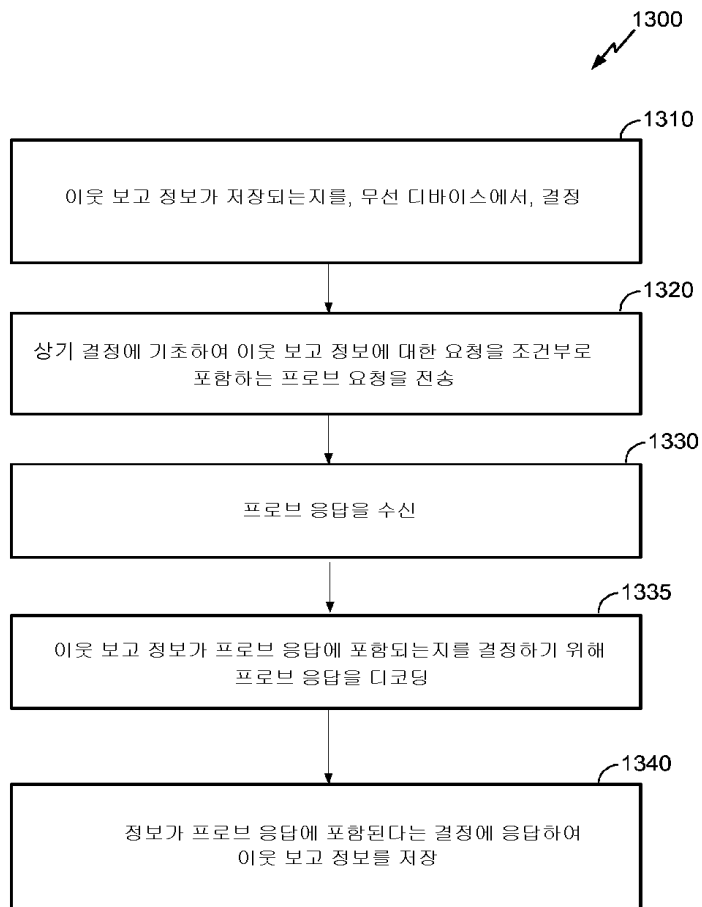 1300
1310
이웃 보고 정보가 저장되는지를, 무선 디바이스에서, 결정
1320
상기 결정에 기초하여 이웃 보고 정보에 대한 요청을 조건부로
포함하는 프로브 요청을 전송
1330
프로브 응답을 수신
1335
이웃 보고 정보가 프로브 응답에 포함되는지를 결정하기 위해
프로브 응답을 디코딩
1340
정보가 프로브 응답에 포함된다는 결정에 응답하여
이웃 보고 정보를 저장